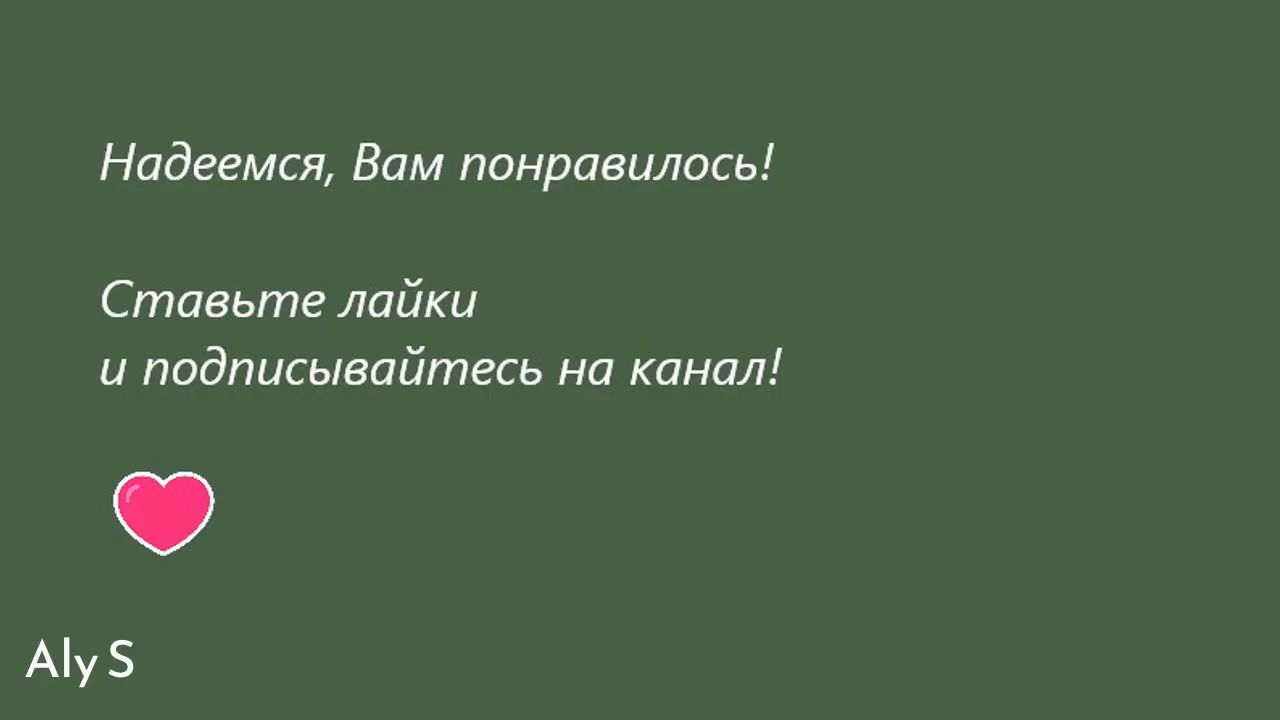 Надеемся, Вам понравилось!
Ставьте лайки
и подписывайтесь на канал!
Aly S